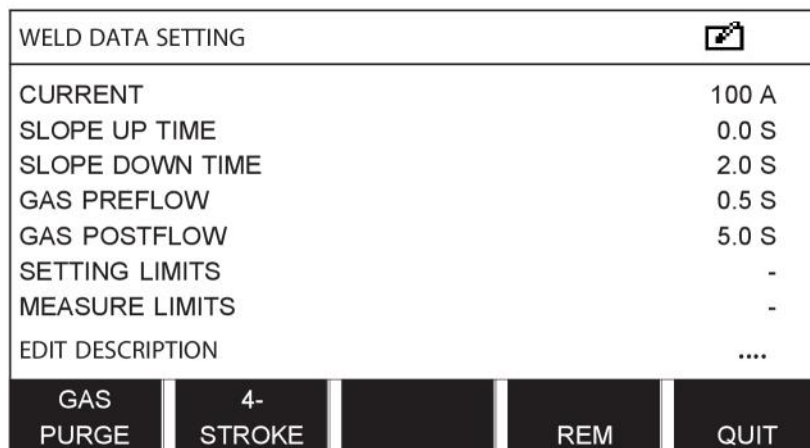 WELD DATA SETTING
CURRENT 100 A
SLOPE UP TIME 0.0 S
SLOPE DOWN TIME 2.0 S
GAS PREFLOW 0.5 S
GAS POSTFLOW 5.0 S
SETTING LIMITS -
MEASURE LIMITS -
EDIT DESCRIPTION ....
GAS PURGE
4-STROKE
REM
QUIT